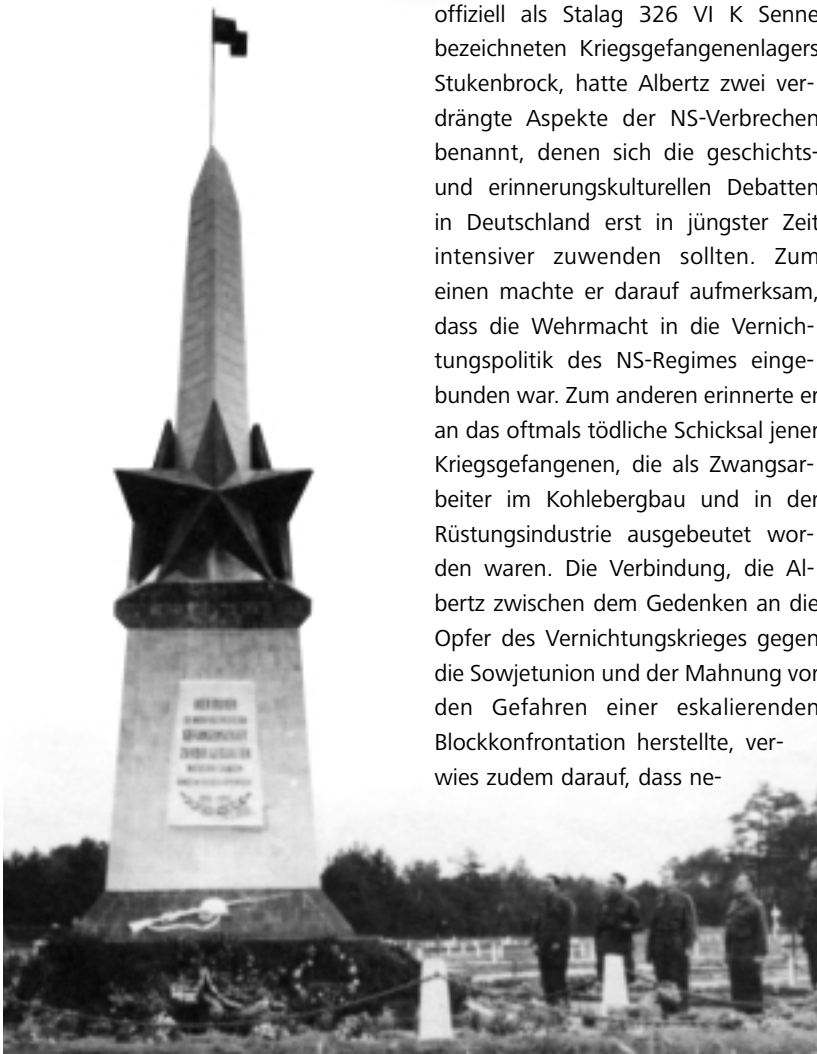 offiziell als Stalag 326 VI K Senne
bezeichneten Kriegsgefangenenlagers
Stukenbrock, hatte Albertz zwei ver-
drängte Aspekte der NS-Verbrechen
benannt, denen sich die geschichts-
und erinnerungskulturellen Debatten
in Deutschland erst in jüngster Zeit
intensiver zuwenden sollten. Zum
einen machte er darauf aufmerksam,
dass die Wehrmacht in die Vernich-
tungspolitik des NS-Regimes einge-
bunden war. Zum anderen erinnerte er
an das oftmals tödliche Schicksal jener
Kriegsgefangenen, die als Zwangsar-
beiter im Kohlebergbau und in der
Rüstungsindustrie ausgebeutet wor-
den waren. Die Verbindung, die Al-
bertz zwischen dem Gedenken an die
Opfer des Vernichtungskrieges gegen
die Sowjetunion und der Mahnung vor
den Gefahren einer eskalierenden
Blockkonfrontation herstellte, ver-
wies zudem darauf, dass ne-
HIER RUHEN
GEFANGENSCHAFT